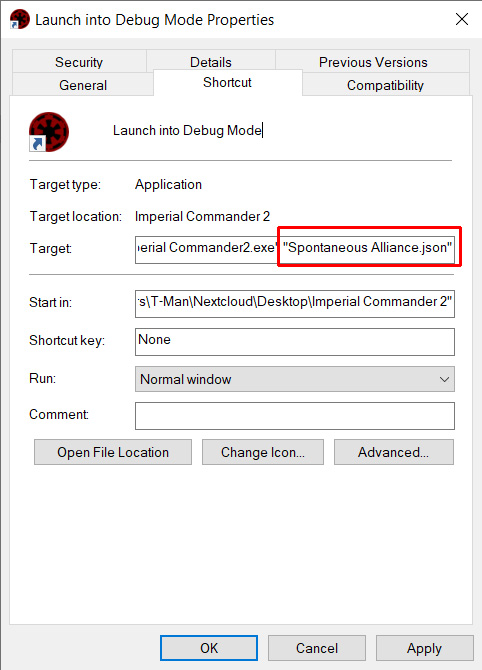 Launch into Debug Mode Properties
Security Details Previous Versions
General Shortcut Compatibility
Launch into Debug Mode
Target type: Application
Target location: Imperial Commander 2
Target: erial Commander2.exe" "Spontaneous Alliance.json"
Start in: s\T-Man\Nextcloud\Desktop\Imperial Commander 2"
Shortcut key: None
Run: Normal window
Comment:
Open File Location Change Icon... Advanced...
OK Cancel Apply